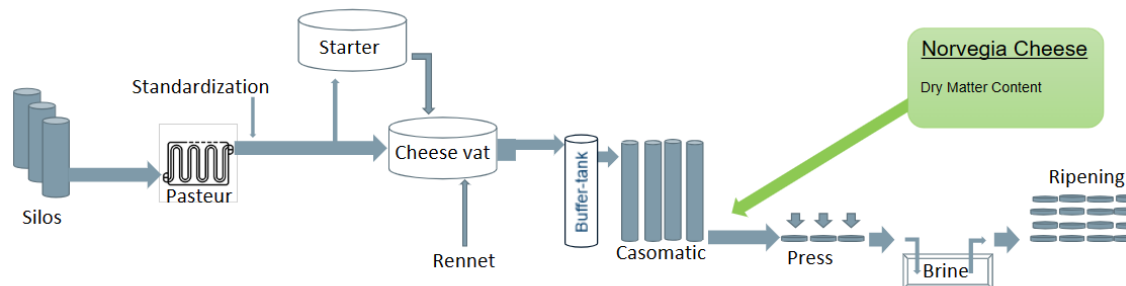 Starter
Norvegia Cheese
Dry Matter Content
Standardization
Cheese vat
Buffer-tank
Ripening
Pasteur
Silos
Rennet
Casomatic
Press
Brine